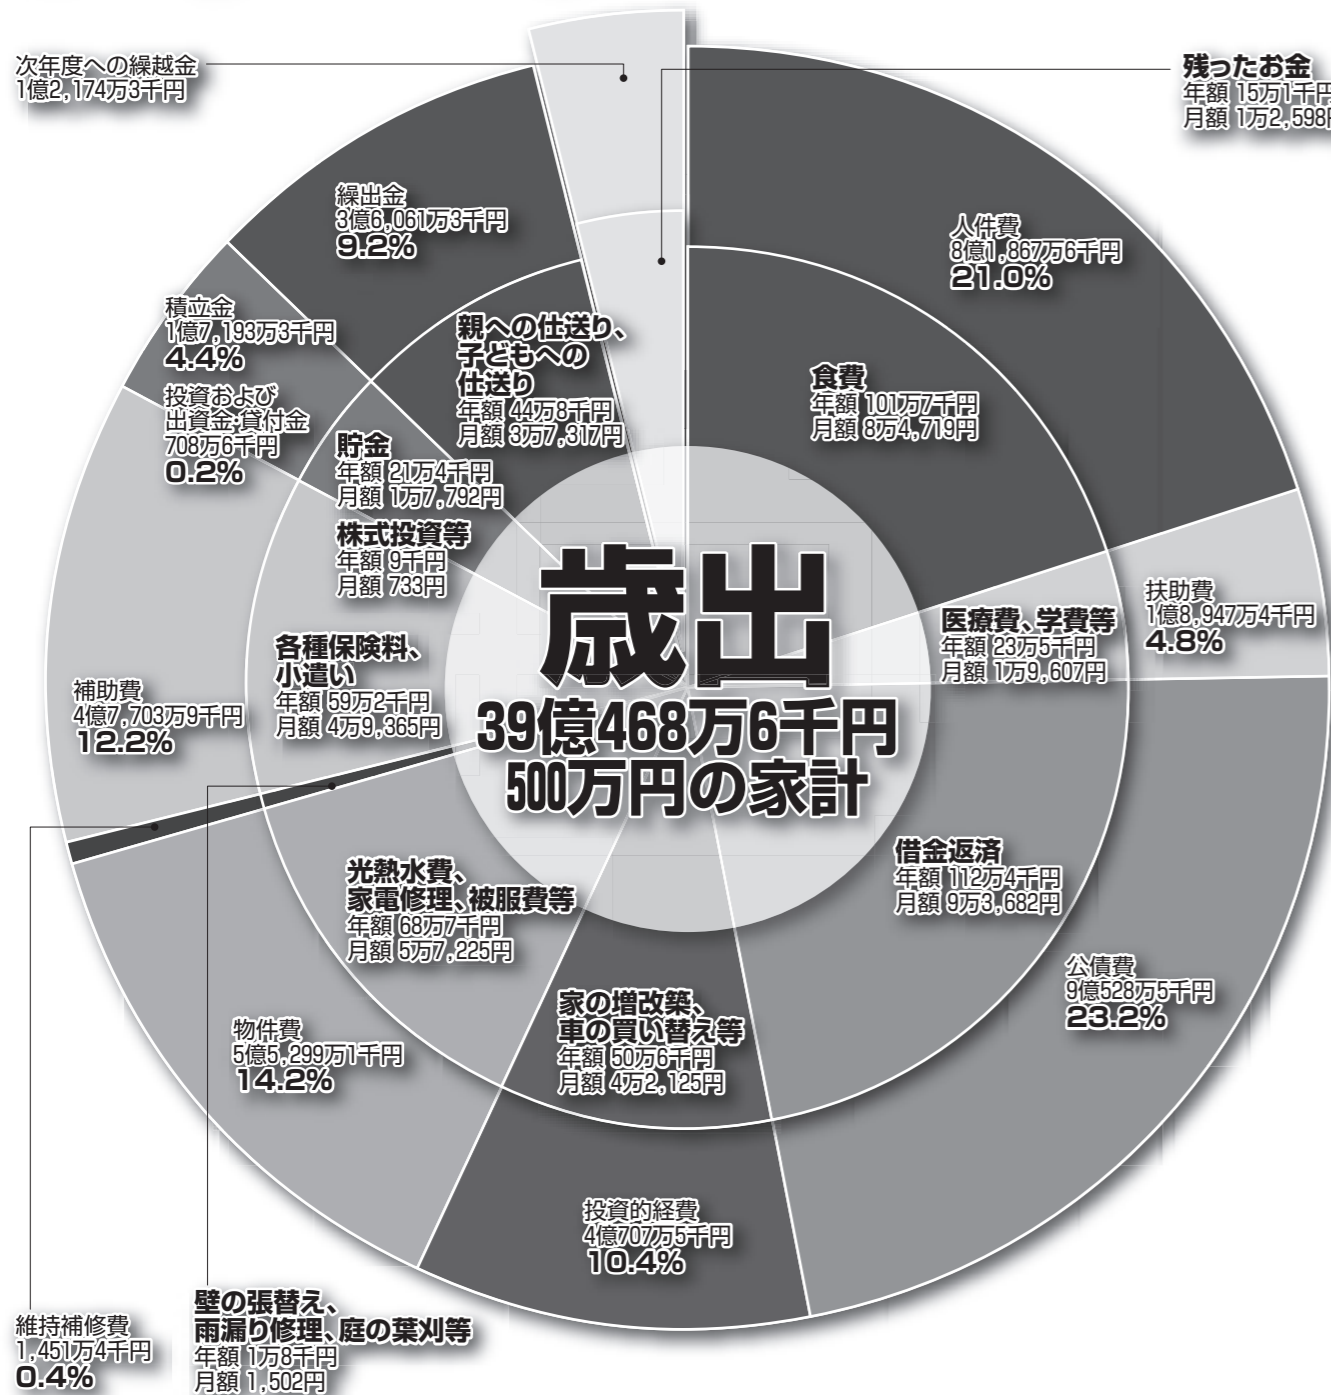 次年度への繰越金
1億2,174万3千円
残ったお金
年額 15万1千円
月額 1万2,598円
人件費
8億1,867万6千円
21.0%
食費
年額 101万7千円
月額 8万4,719円
繰出金
3億6,061万3千円
9.2%
親への仕送り、
子どもへの
仕送り
年額 44万8千円
月額 3万7,317円
積立金
1億7,193万3千円
4.4%
貯金
年額 21万4千円
月額 1万7,792円
投資および
出資金・貸付金
708万6千円
0.2%
株式投資等
年額 9千円
月額 733円
歳出
39億468万6千円
500万円の家計
医療費、学費等
年額 23万5千円
月額 1万9,607円
扶助費
1億8,947万4千円
4.8%
各種保険料、
小遣い
年額 59万2千円
月額 4万9,365円
補助費
4億7,703万9千円
12.2%
借金返済
年額 112万4千円
月額 9万3,682円
公債費
9億528万5千円
23.2%
光熱水費、
家電修理、被服費等
年額 68万7千円
月額 5万7,225円
物件費
5億5,299万1千円
14.2%
家の増改築、
車の買い替え等
年額 50万6千円
月額 4万2,125円
投資的経費
4億707万5千円
10.4%
維持補修費
1,451万4千円
0.4%
壁の張替え、
雨漏り修理、庭の葉刈等
年額 1万8千円
月額 1,502円